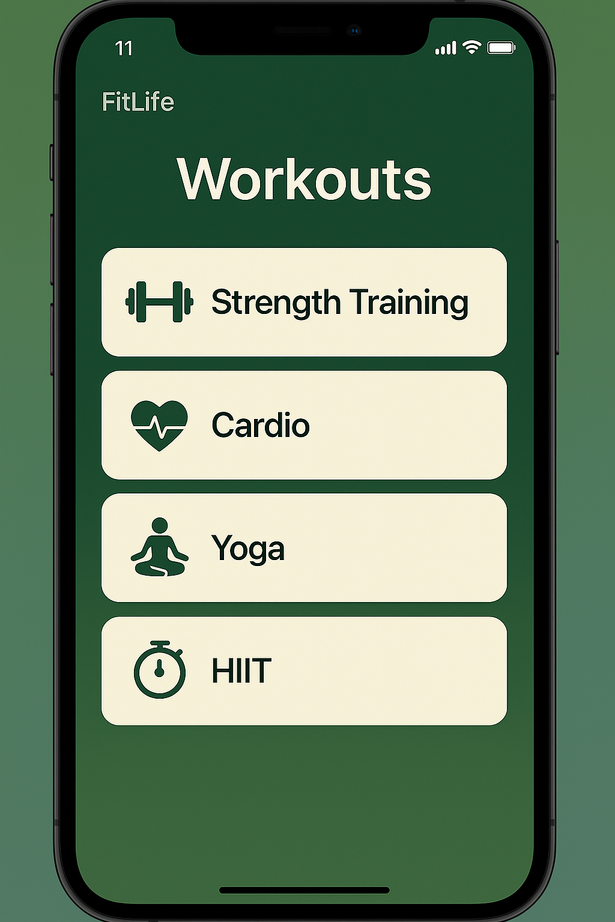 11
FitLife
Workouts
Strength Training
Cardio
Yoga
HIIT